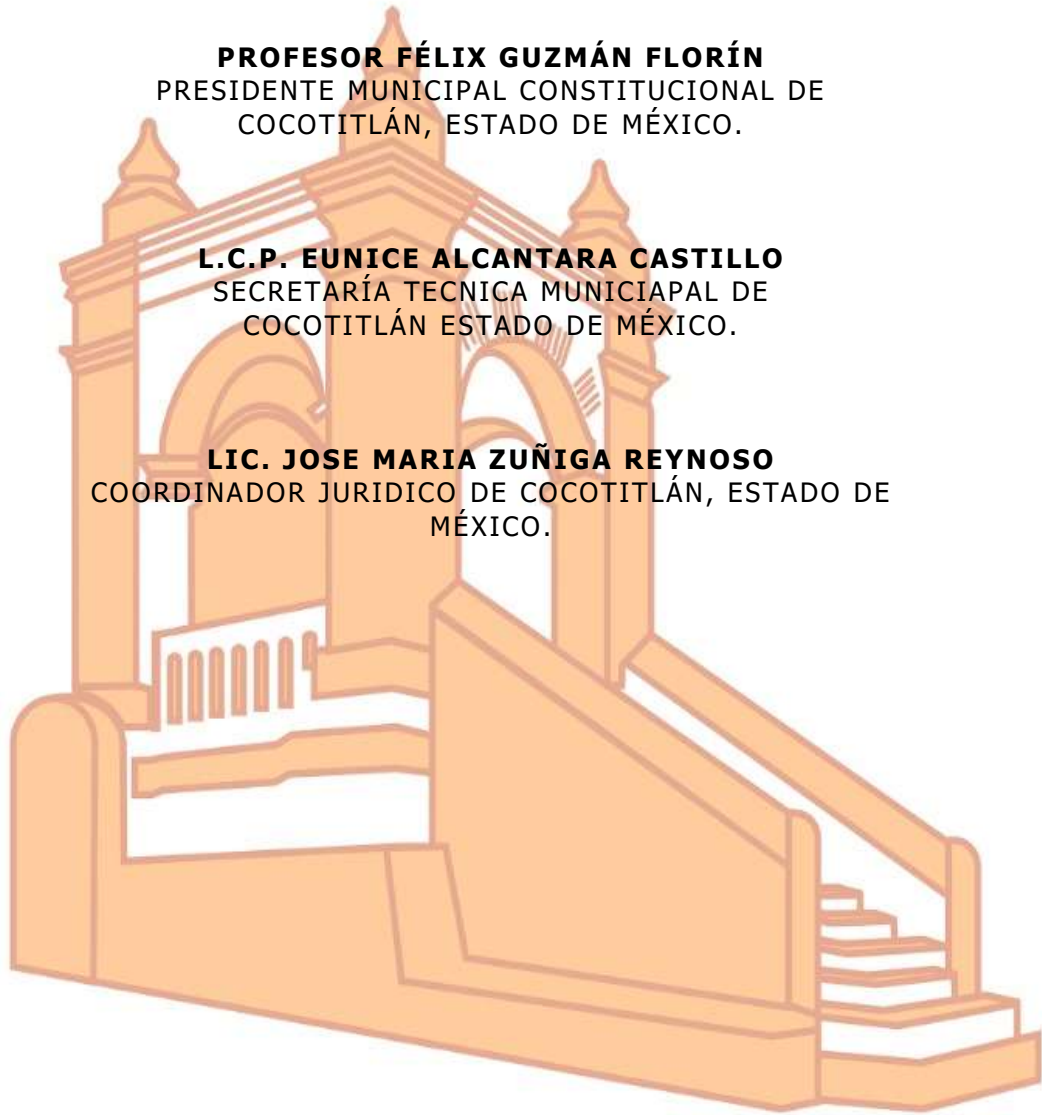 PROFESOR FÉLIX GUZMÁN FLORÍN
PRESIDENTE MUNICIPAL CONSTITUCIONAL DE
COCOTITLÁN, ESTADO DE MÉXICO.
L.C.P. EUNICE ALCANTARA CASTILLO
SECRETARÍA TECNICA MUNICIAPAL DE
COCOTITLÁN ESTADO DE MÉXICO.
LIC. JOSE MARIA ZUÑIGA REYNOSO
COORDINADOR JURIDICO DE COCOTITLÁN, ESTADO DE
MÉXICO.